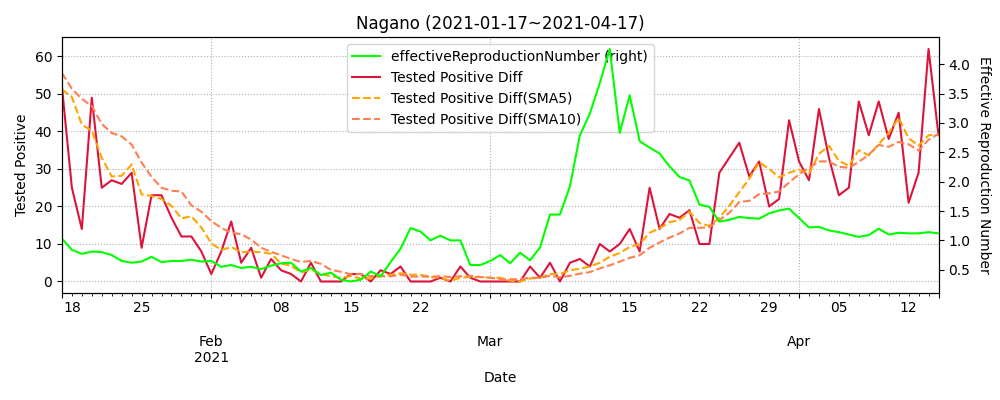 Nagano (2021-01-17~2021-04-17)
effectiveReproductionNumber (right)
Tested Positive Diff
Tested Positive Diff(SMA5)
Tested Positive Diff(SMA10)
Tested Positive
60
50
40
30
20
10
0
4.0
3.5
3.0
2.5
2.0
1.5
1.0
0.5
Effective Reproduction Number
18 25 08 15 22 08 15 22 29 05 12
Feb Mar Apr
2021
Date